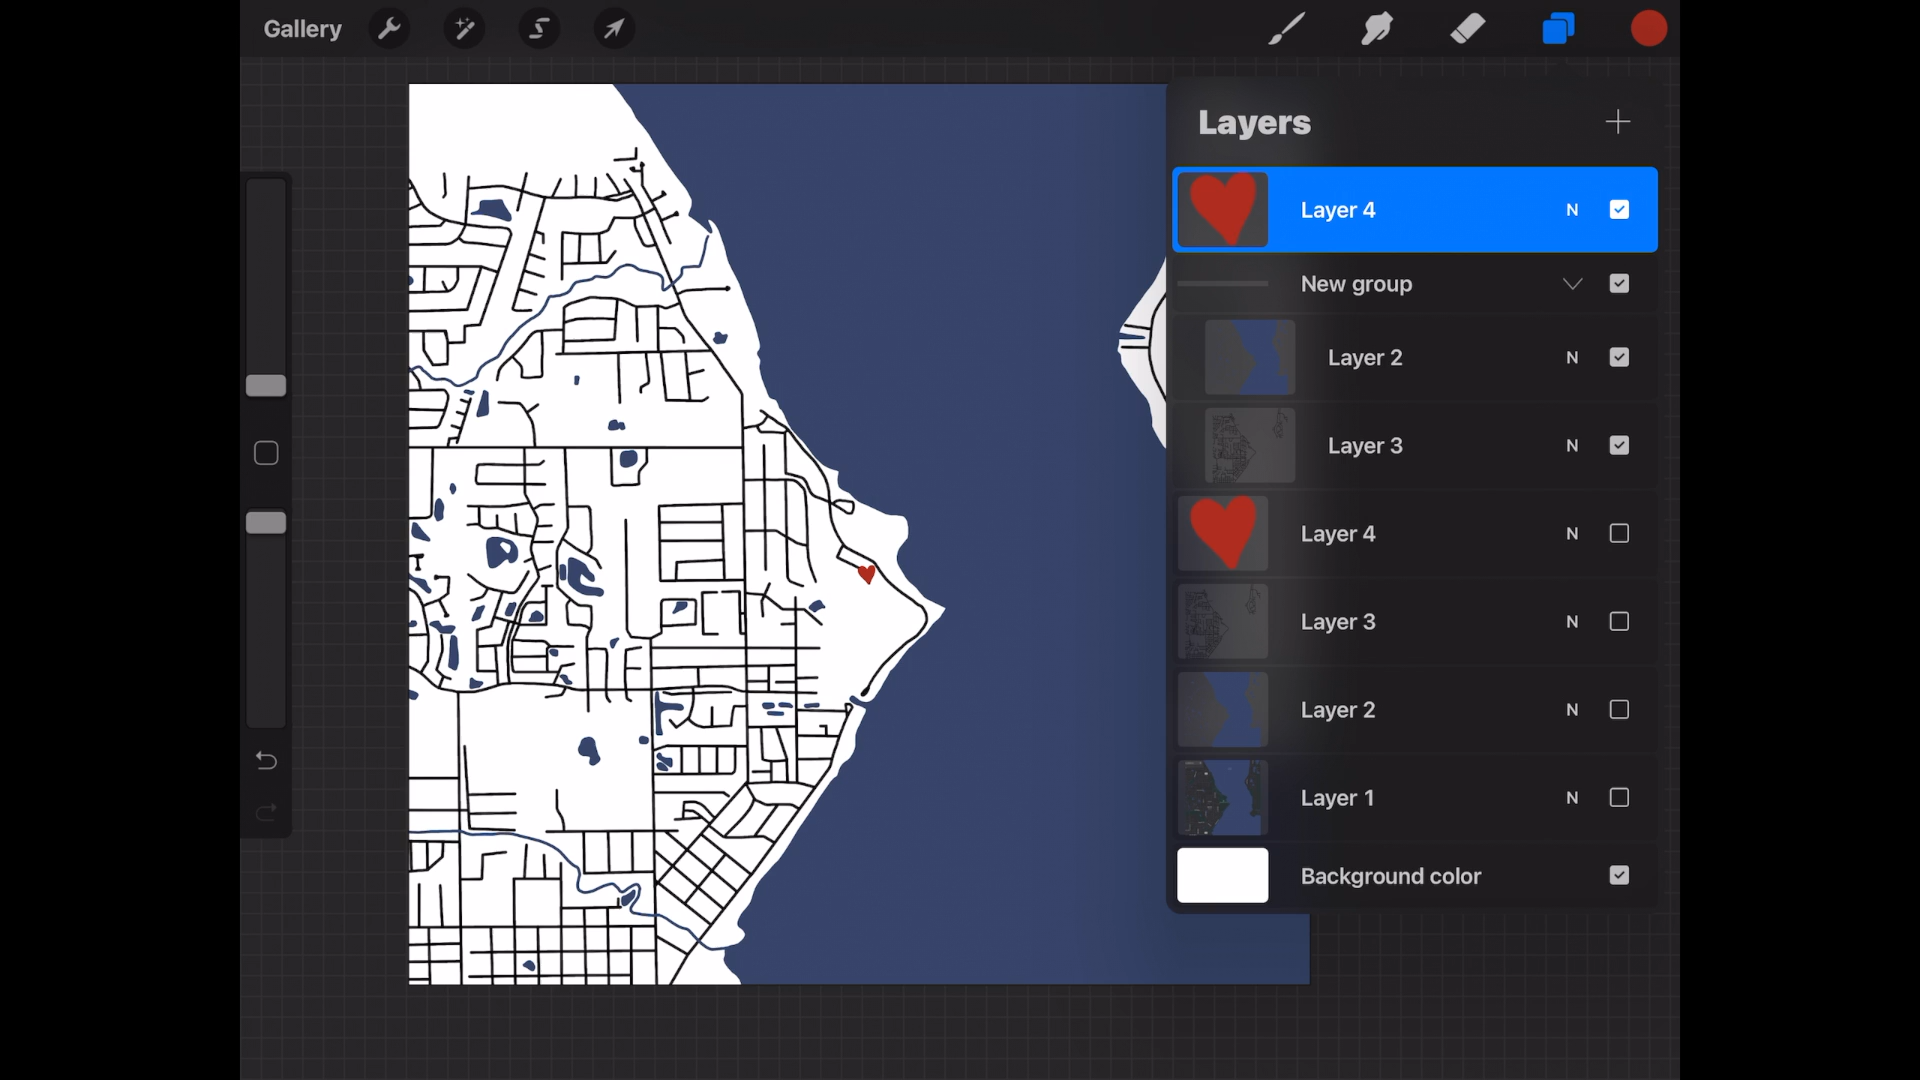 Gallery
Layers
Layer 4 N
New group
Layer 2 N
Layer 3 N
Layer 4 N
Layer 3 N
Layer 2 N
Layer 1 N
Background color